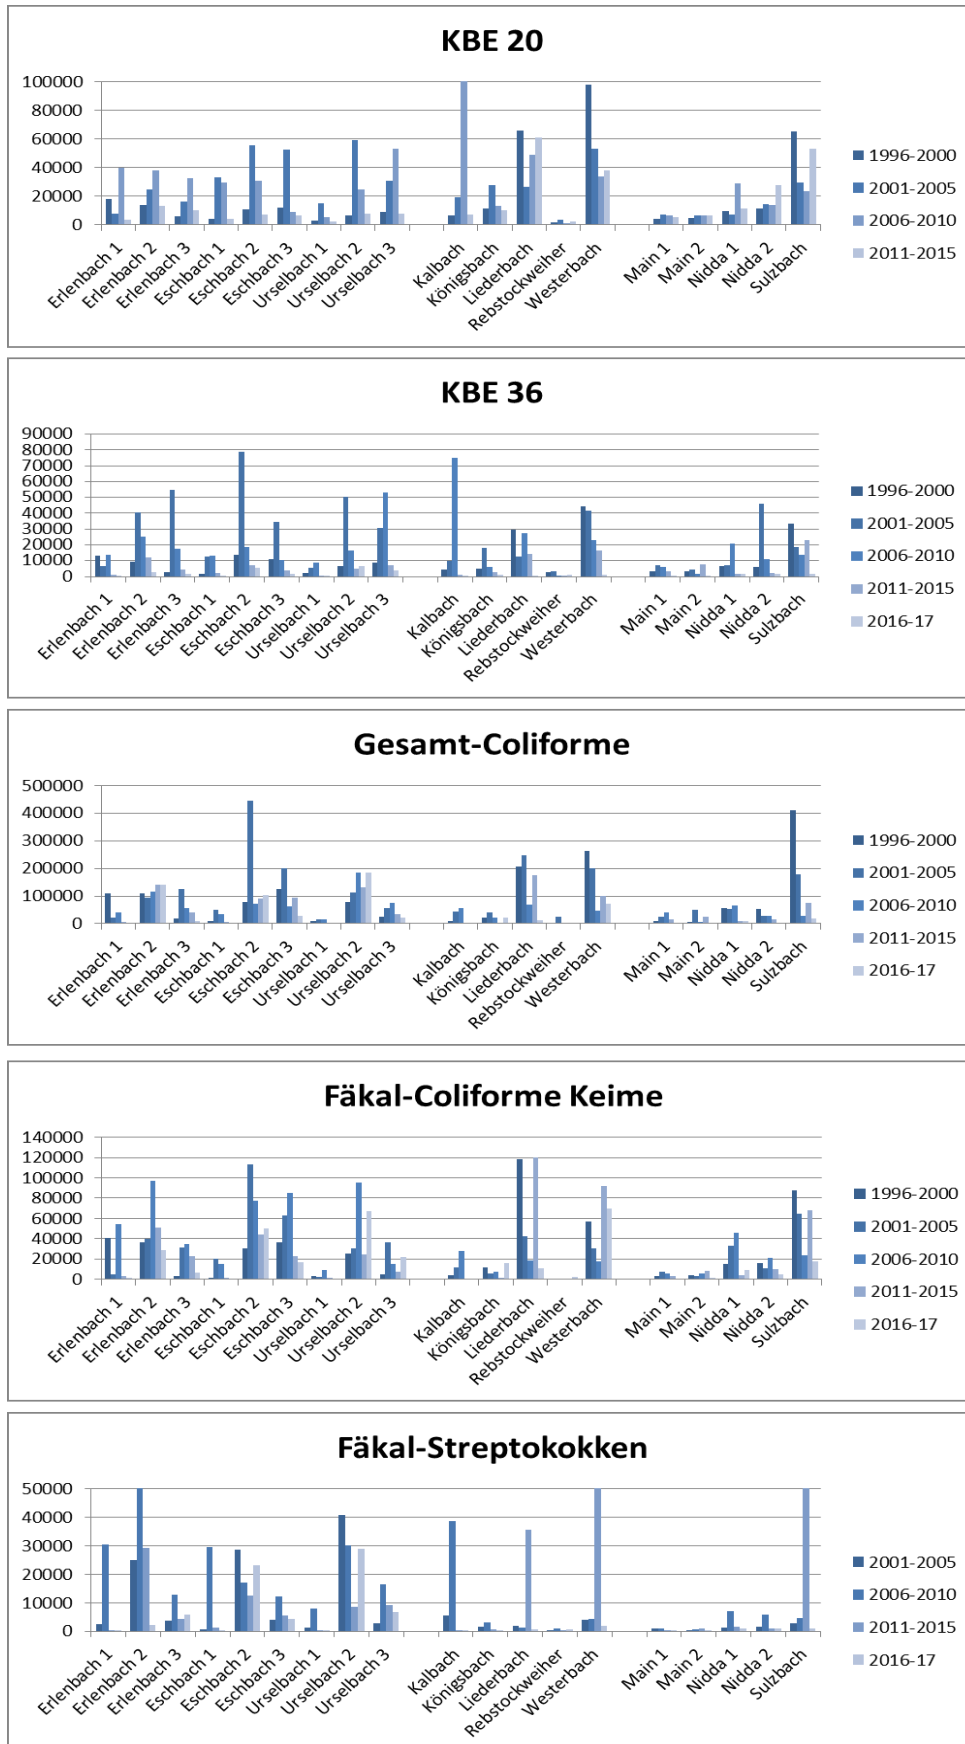 KBE 20
100000
80000
60000
40000
20000
0
1996-2000
2001-2005
2006-2010
2011-2015
Erlenbach 1
Erlenbach 2
Erlenbach 3
Eschbach 1
Eschbach 2
Eschbach 3
Urselbach 1
Urselbach 2
Urselbach 3
Kalbach
Königsbach
Liederbach
Rebstockweiher
Westerbach
Main 1
Main 2
Nidda 1
Nidda 2
Sulzbach
KBE 36
90000
80000
70000
60000
50000
40000
30000
20000
10000
0
1996-2000
2001-2005
2006-2010
2011-2015
2016-17
Erlenbach 1
Erlenbach 2
Erlenbach 3
Eschbach 1
Eschbach 2
Eschbach 3
Urselbach 1
Urselbach 2
Urselbach 3
Kalbach
Königsbach
Liederbach
Rebstockweiher
Westerbach
Main 1
Main 2
Nidda 1
Nidda 2
Sulzbach
Gesamt-Coliforme
500000
400000
300000
200000
100000
0
1996-2000
2001-2005
2006-2010
2011-2015
2016-17
Erlenbach 1
Erlenbach 2
Erlenbach 3
Eschbach 1
Eschbach 2
Eschbach 3
Urselbach 1
Urselbach 2
Urselbach 3
Kalbach
Königsbach
Liederbach
Rebstockweiher
Westerbach
Main 1
Main 2
Nidda 1
Nidda 2
Sulzbach
Fäkal-Coliforme Keime
140000
120000
100000
80000
60000
40000
20000
0
1996-2000
2001-2005
2006-2010
2011-2015
2016-17
Erlenbach 1
Erlenbach 2
Erlenbach 3
Eschbach 1
Eschbach 2
Eschbach 3
Urselbach 1
Urselbach 2
Urselbach 3
Kalbach
Königsbach
Liederbach
Rebstockweiher
Westerbach
Main 1
Main 2
Nidda 1
Nidda 2
Sulzbach
Fäkal-Streptokokken
50000
40000
30000
20000
10000
0
2001-2005
2006-2010
2011-2015
2016-17
Erlenbach 1
Erlenbach 2
Erlenbach 3
Eschbach 1
Eschbach 2
Eschbach 3
Urselbach 1
Urselbach 2
Urselbach 3
Kalbach
Königsbach
Liederbach
Rebstockweiher
Westerbach
Main 1
Main 2
Nidda 1
Nidda 2
Sulzbach